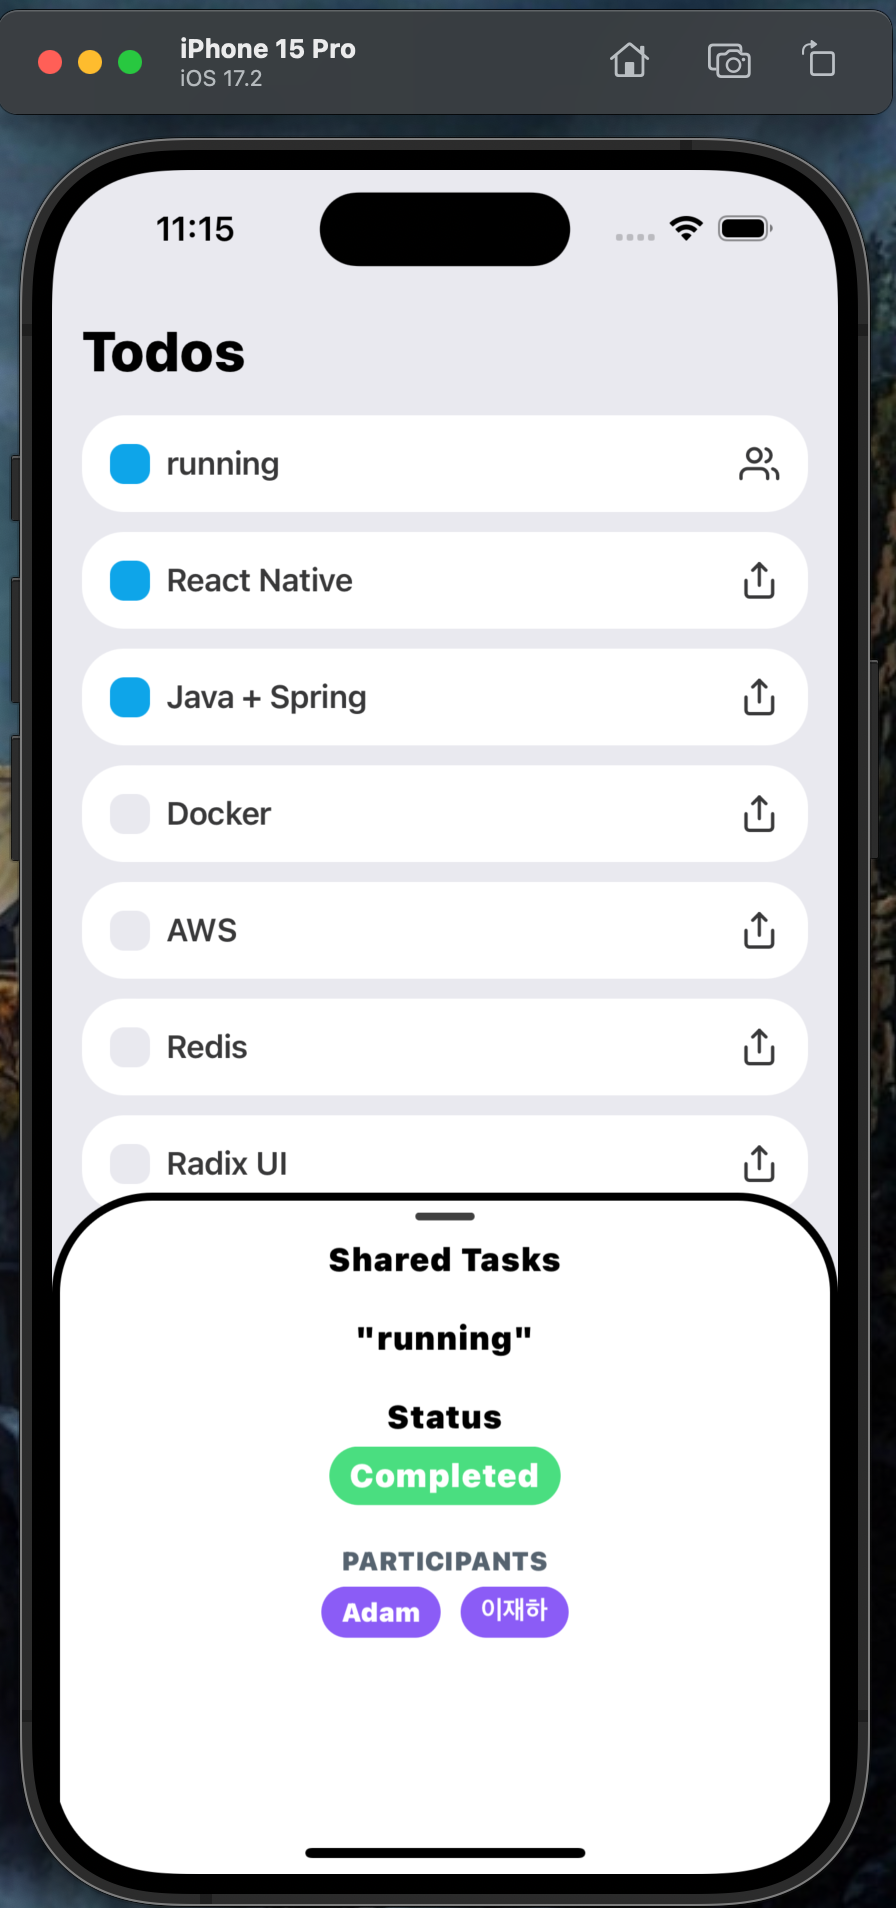 iPhone 15 Pro
iOS 17.2
11:15
Todos
running
React Native
Java + Spring
Docker
AWS
Redis
Radix UI
Shared Tasks
"running"
Status
Completed
PARTICIPANTS
Adam 이재하